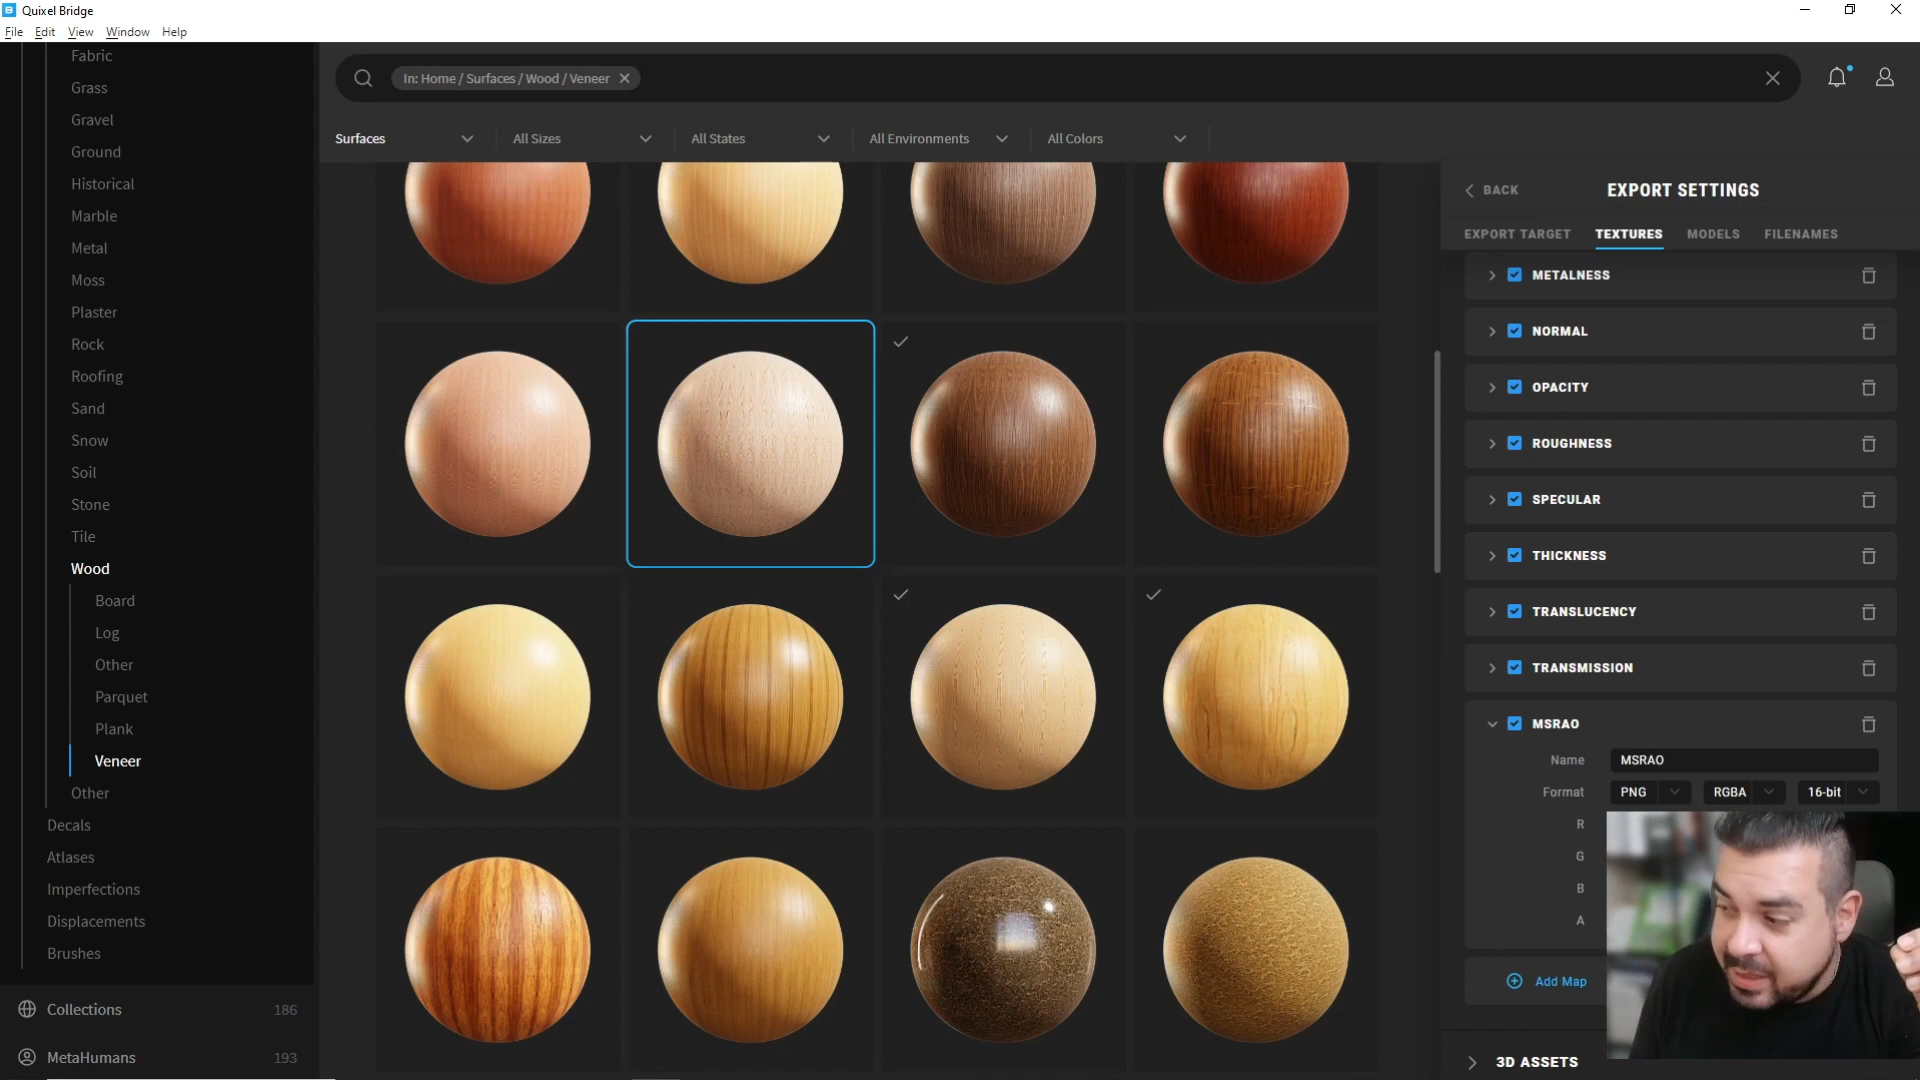 Quixel Bridge
File Edit View Window Help
Fabric
Grass
Gravel
Ground
Historical
Marble
Metal
Moss
Plaster
Rock
Roofing
Sand
Snow
Soil
Stone
Tile
Wood
Board
Log
Other
Parquet
Plank
Veneer
Other
Decals
Atlases
Imperfections
Displacements
Brushes
Collections 186
MetaHumans 193
In: Home / Surfaces / Wood / Veneer
Surfaces All Sizes All States All Environments All Colors
BACK EXPORT SETTINGS
EXPORT TARGET TEXTURES MODELS FILENAMES
METALNESS
NORMAL
OPACITY
ROUGHNESS
SPECULAR
THICKNESS
TRANSLUCENCY
TRANSMISSION
MSRAO
Name MSRAO
Format PNG RGBA 16-bit
R
G
B
A
Add Map
3D ASSETS